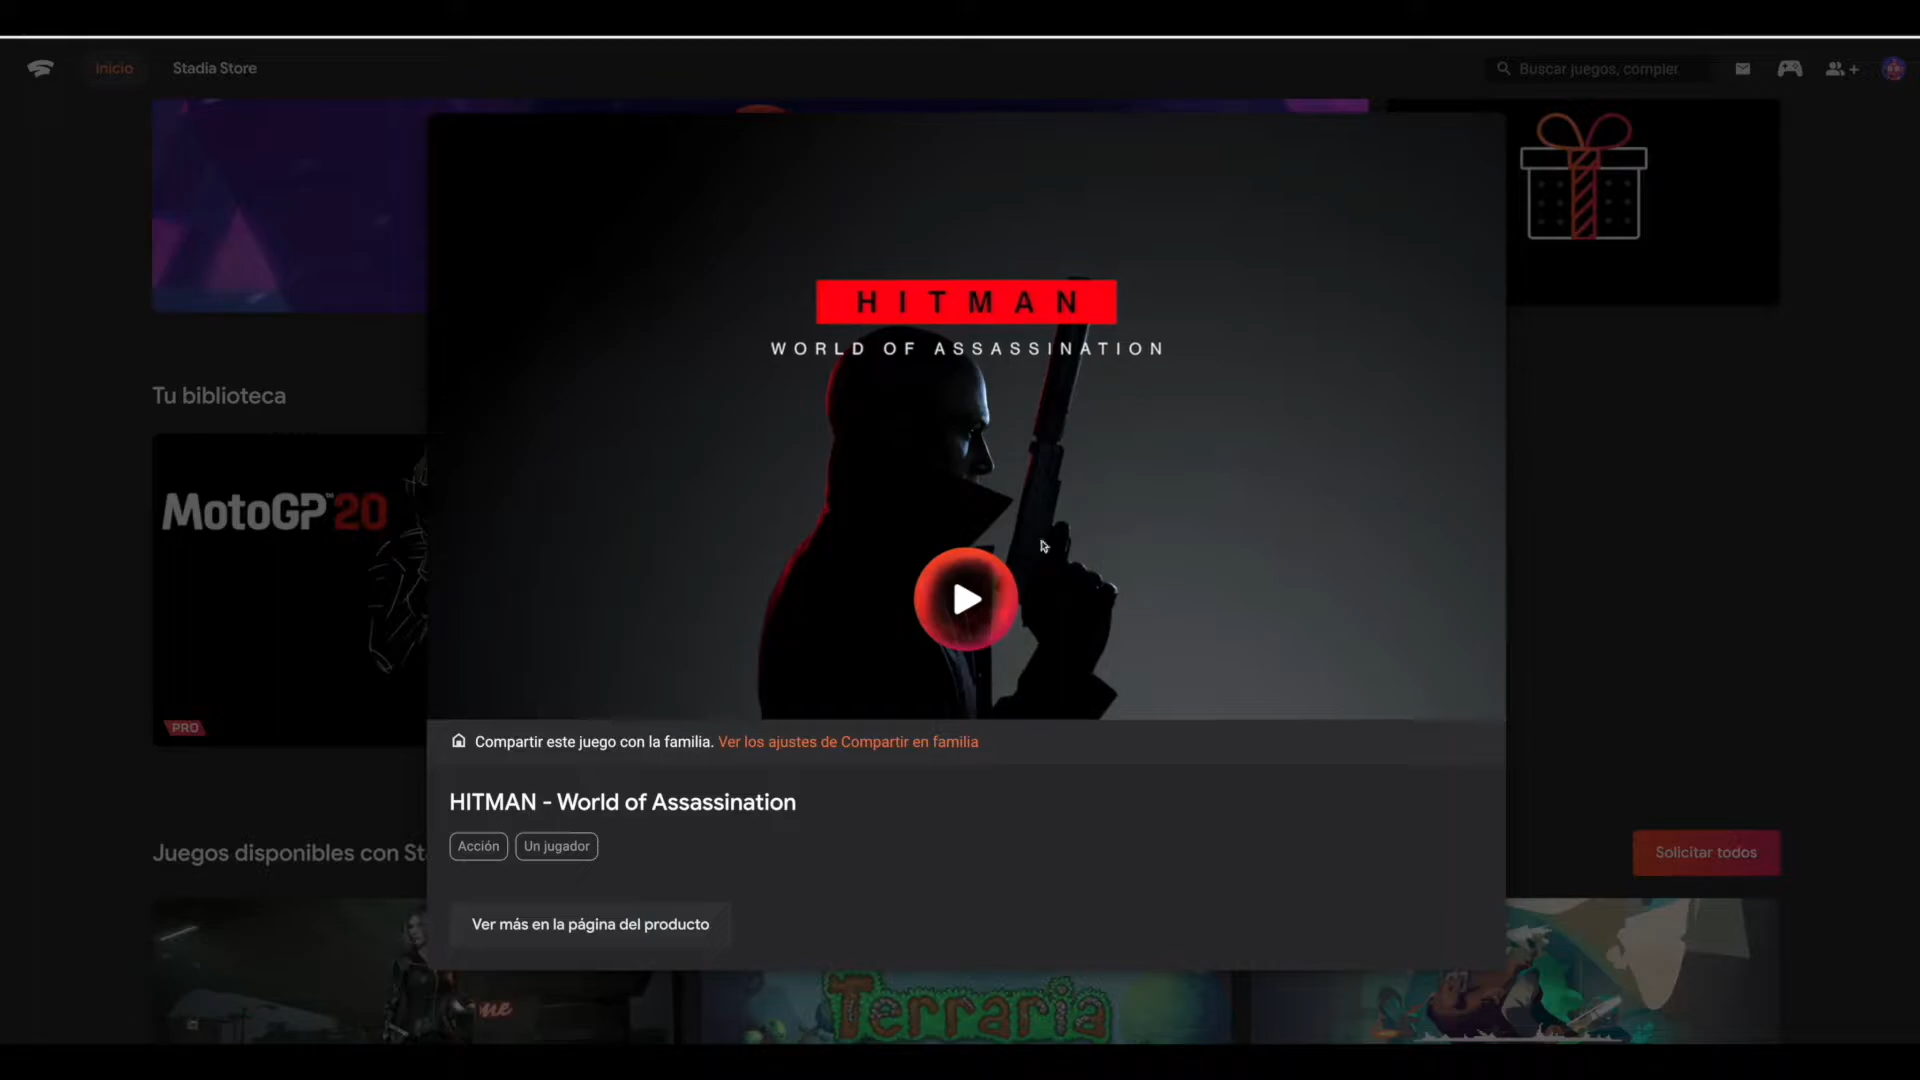 Inicio
Stadia Store
Buscar juegos, compler
HITMAN
WORLD OF ASSASSINATION
Tu biblioteca
MotoGP™20
PRO
Compartir este juego con la familia. Ver los ajustes de Compartir en familia
HITMAN - World of Assassination
Acción
Un jugador
Juegos disponibles con St
Solicitar todos
Ver más en la página del producto
me
Terraria